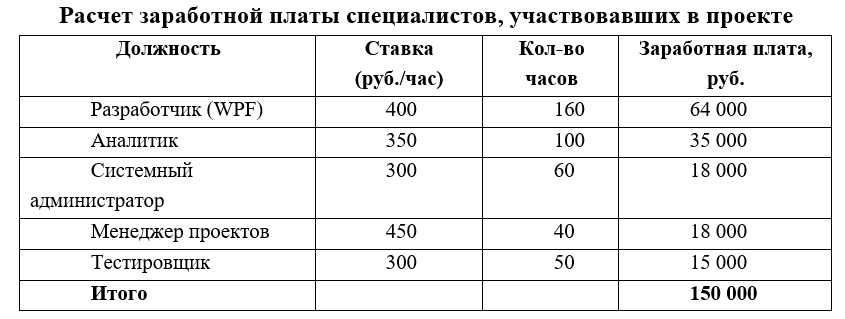 Расчет заработной платы специалистов, участвовавших в проекте
Должность Ставка (руб./час) Кол-во часов Заработная плата, руб.
Разработчик (WPF) 400 160 64 000
Аналитик 350 100 35 000
Системный администратор 300 60 18 000
Менеджер проектов 450 40 18 000
Тестировщик 300 50 15 000
Итого 150 000